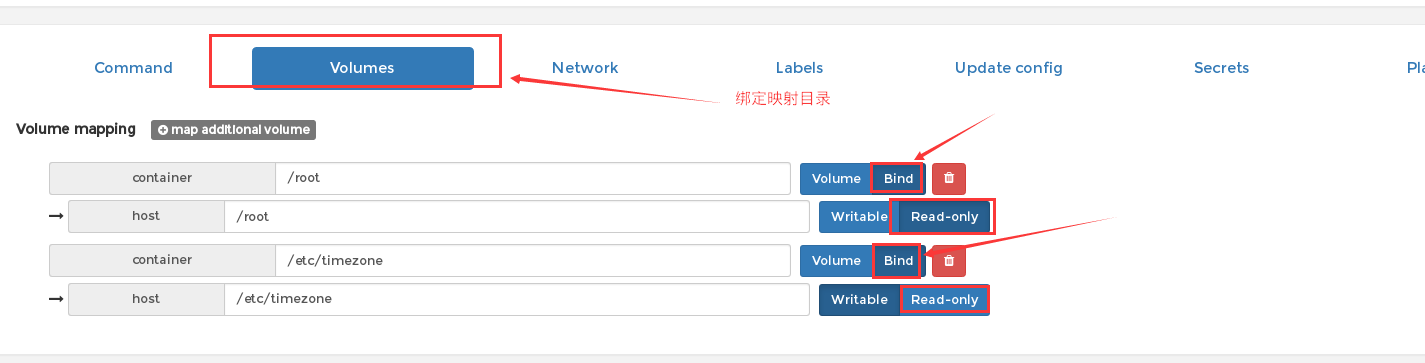 Command Volumes Network Labels Update config Secrets Pla
绑定映射目录
Volume mapping map additional volume
container /root Volume Bind
host /root Writable Read-only
container /etc/timezone Volume Bind
host /etc/timezone Writable Read-only